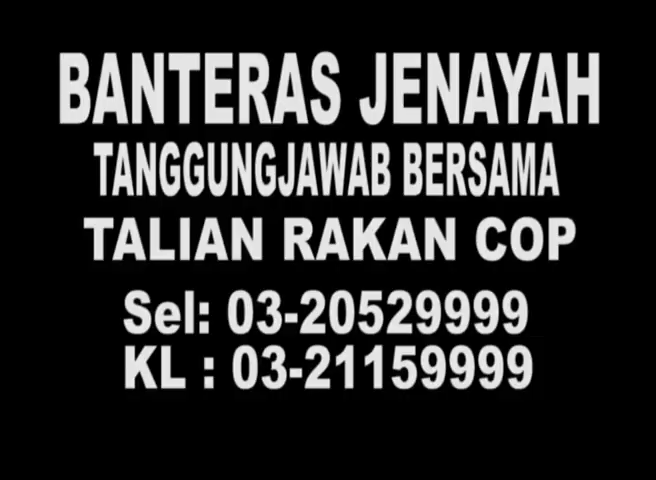 BANTERAS JENAYAH
TANGGUNGJAWAB BERSAMA
TALIAN RAKAN COP
Sel: 03-20529999
KL : 03-21159999